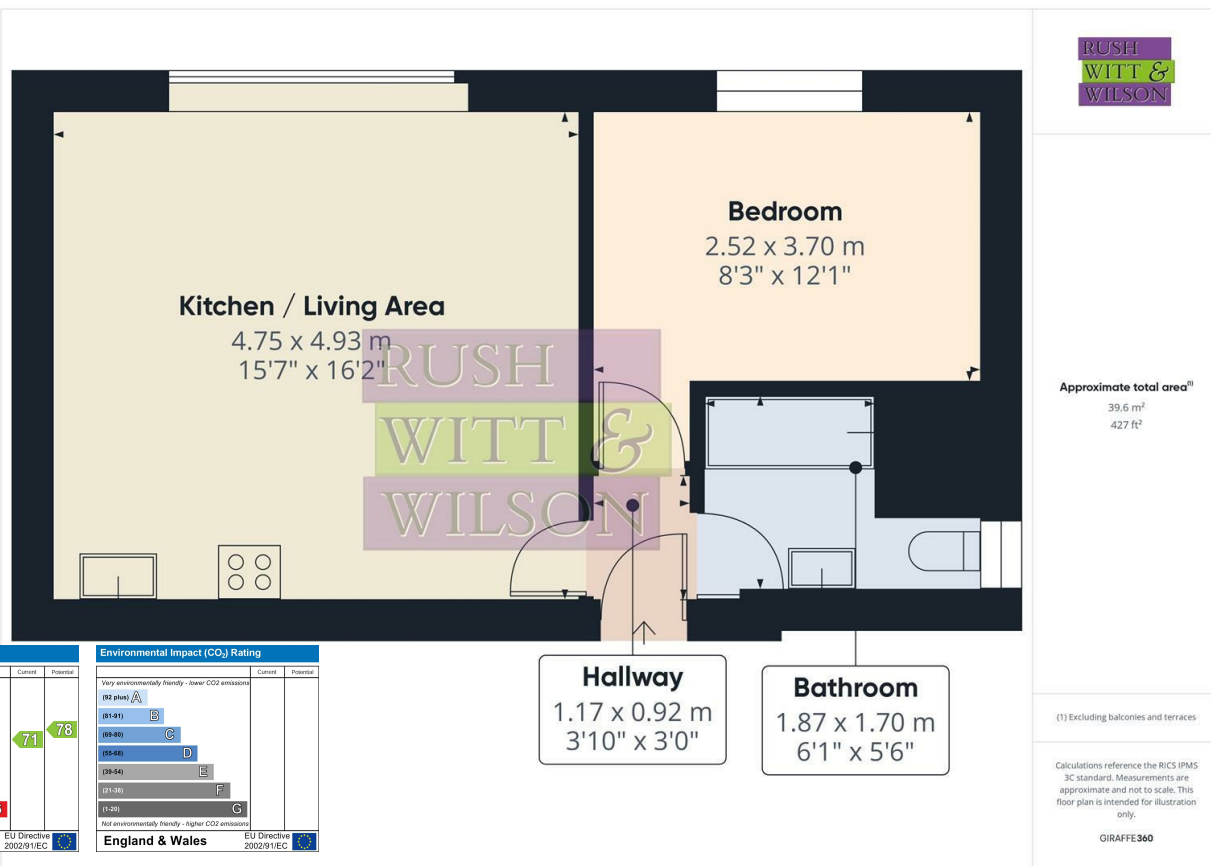 RUSH
WITT &
WILSON
Bedroom
2.52 x 3.70 m
8'3" x 12'1"
Kitchen / Living Area
4.75 x 4.93 m
15'7" x 16'2"
RUSH
WITT &
WILSON
Approximate total area(1)
39.6 m²
427 ft²
Hallway
1.17 x 0.92 m
3'10" x 3'0"
Bathroom
1.87 x 1.70 m
6'1" x 5'6"
(1) Excluding balconies and terraces
Calculations reference the RICS IPMS
3C standard. Measurements are
approximate and not to scale. This
floor plan is intended for illustration
only.
GIRAFFE360
Current Potential
71
78
EU Directive
2002/91/EC
Environmental Impact (CO₂) Rating
Current Potential
Very environmentally friendly - lower CO2 emissions
(92 plus) A
(81-91) B
(69-80) C
(55-68) D
(39-54) E
(21-38) F
(1-20) G
Not environmentally friendly - higher CO2 emissions
England & Wales
EU Directive
2002/91/EC